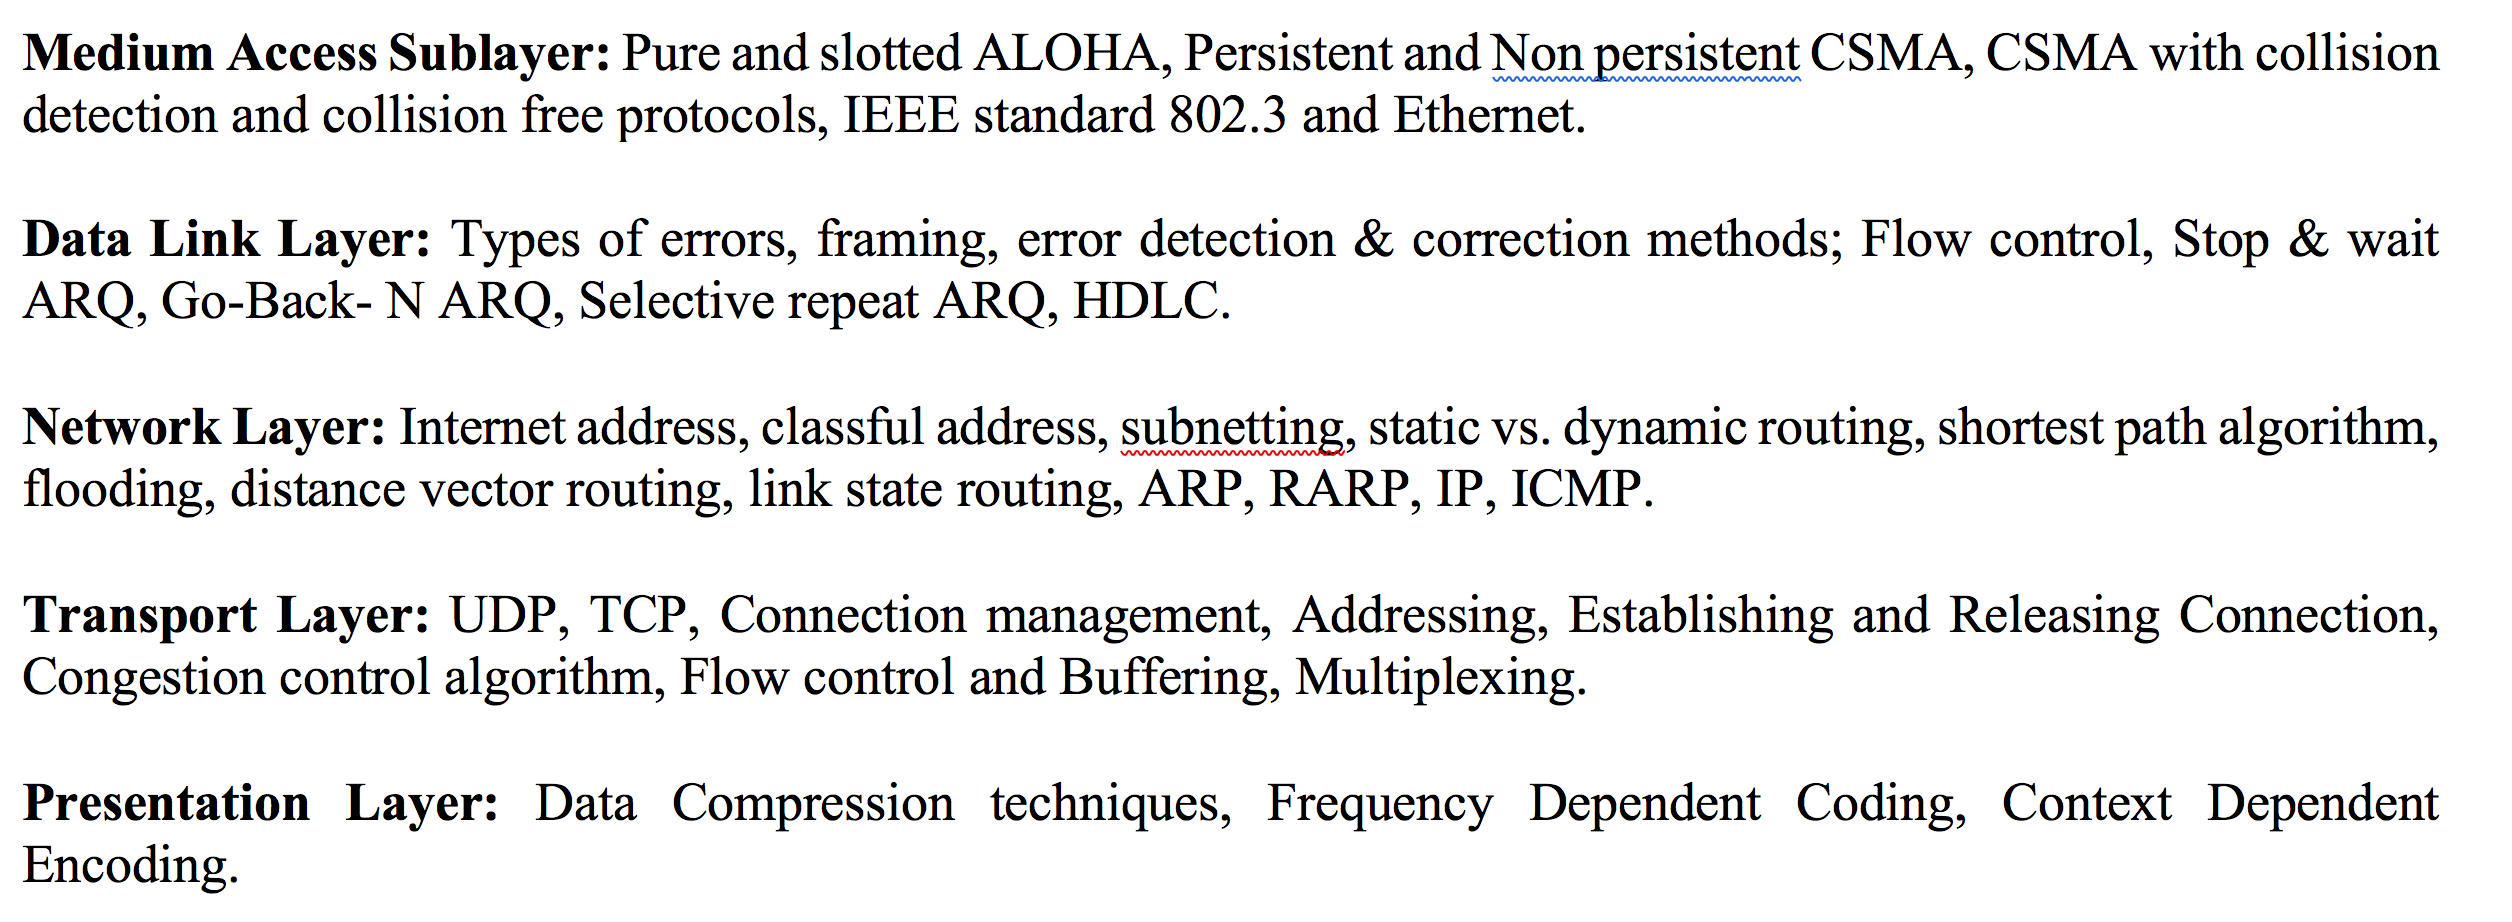 Medium Access Sublayer: Pure and slotted ALOHA, Persistent and Non persistent CSMA, CSMA with collision
detection and collision free protocols, IEEE standard 802.3 and Ethernet.
Data Link Layer: Types of errors, framing, error detection & correction methods; Flow control, Stop & wait
ARQ, Go-Back- N ARQ, Selective repeat ARQ, HDLC.
Network Layer: Internet address, classful address, subnetting, static vs. dynamic routing, shortest path algorithm,
flooding, distance vector routing, link state routing, ARP, RARP, IP, ICMP.
Transport Layer: UDP, TCP, Connection management, Addressing, Establishing and Releasing Connection,
Congestion control algorithm, Flow control and Buffering, Multiplexing.
Presentation Layer: Data Compression techniques, Frequency Dependent Coding, Context Dependent
Encoding.